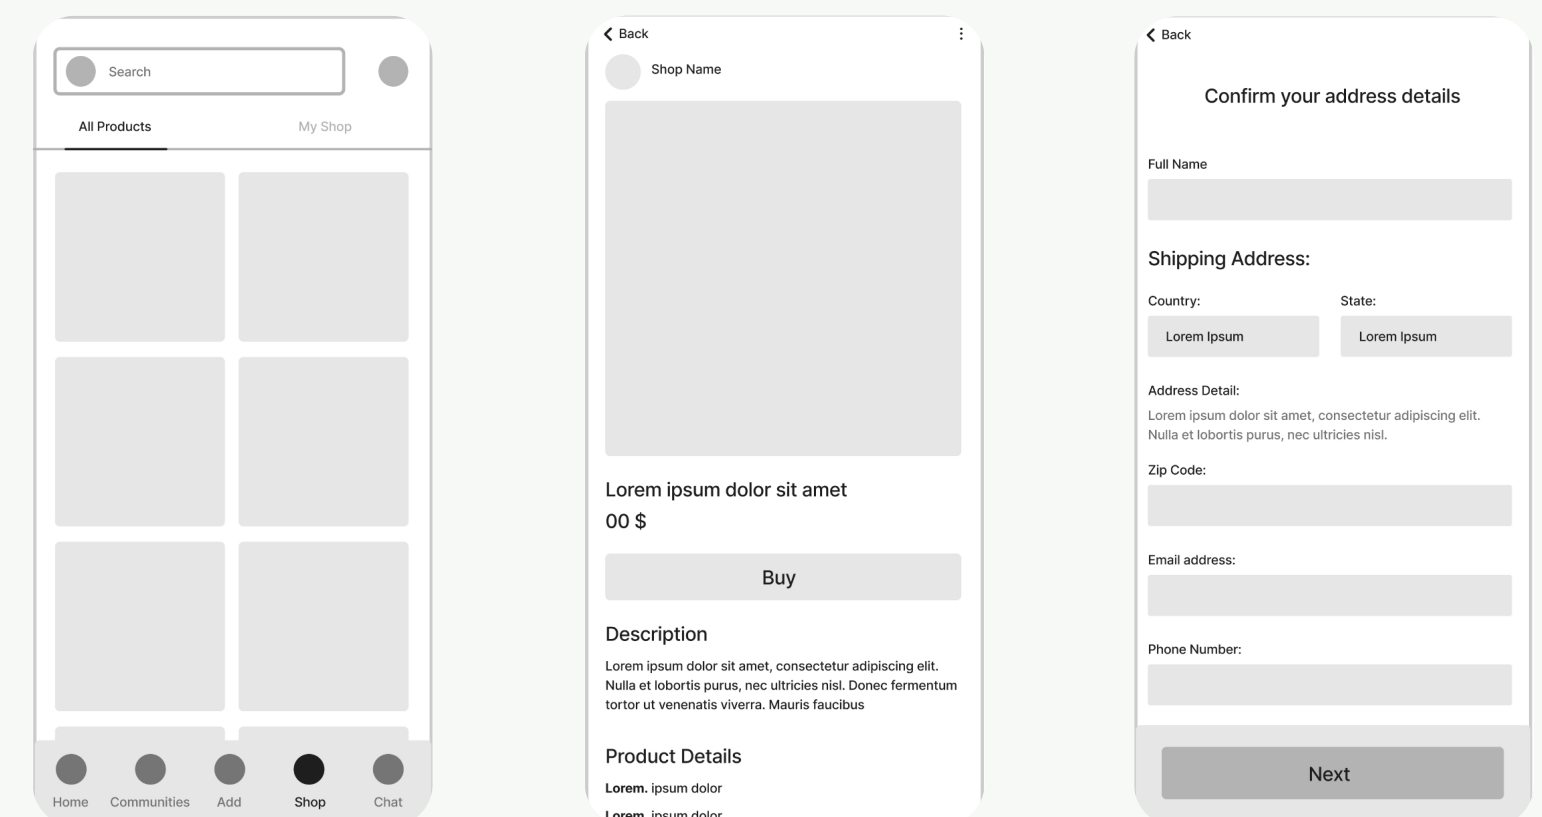 Search
All Products
My Shop
Home
Communities
Add
Shop
Chat
Back
Shop Name
Lorem ipsum dolor sit amet
00 $
Buy
Description
Lorem ipsum dolor sit amet, consectetur adipiscing elit.
Nulla et lobortis purus, nec ultricies nisl. Donec fermentum
tortor ut venenatis viverra. Mauris faucibus
Product Details
Lorem. ipsum dolor
Lorem. ipsum dolor
Back
Confirm your address details
Full Name
Shipping Address:
Country:
State:
Lorem Ipsum
Lorem Ipsum
Address Detail:
Lorem ipsum dolor sit amet, consectetur adipiscing elit.
Nulla et lobortis purus, nec ultricies nisl.
Zip Code:
Email address:
Phone Number:
Next